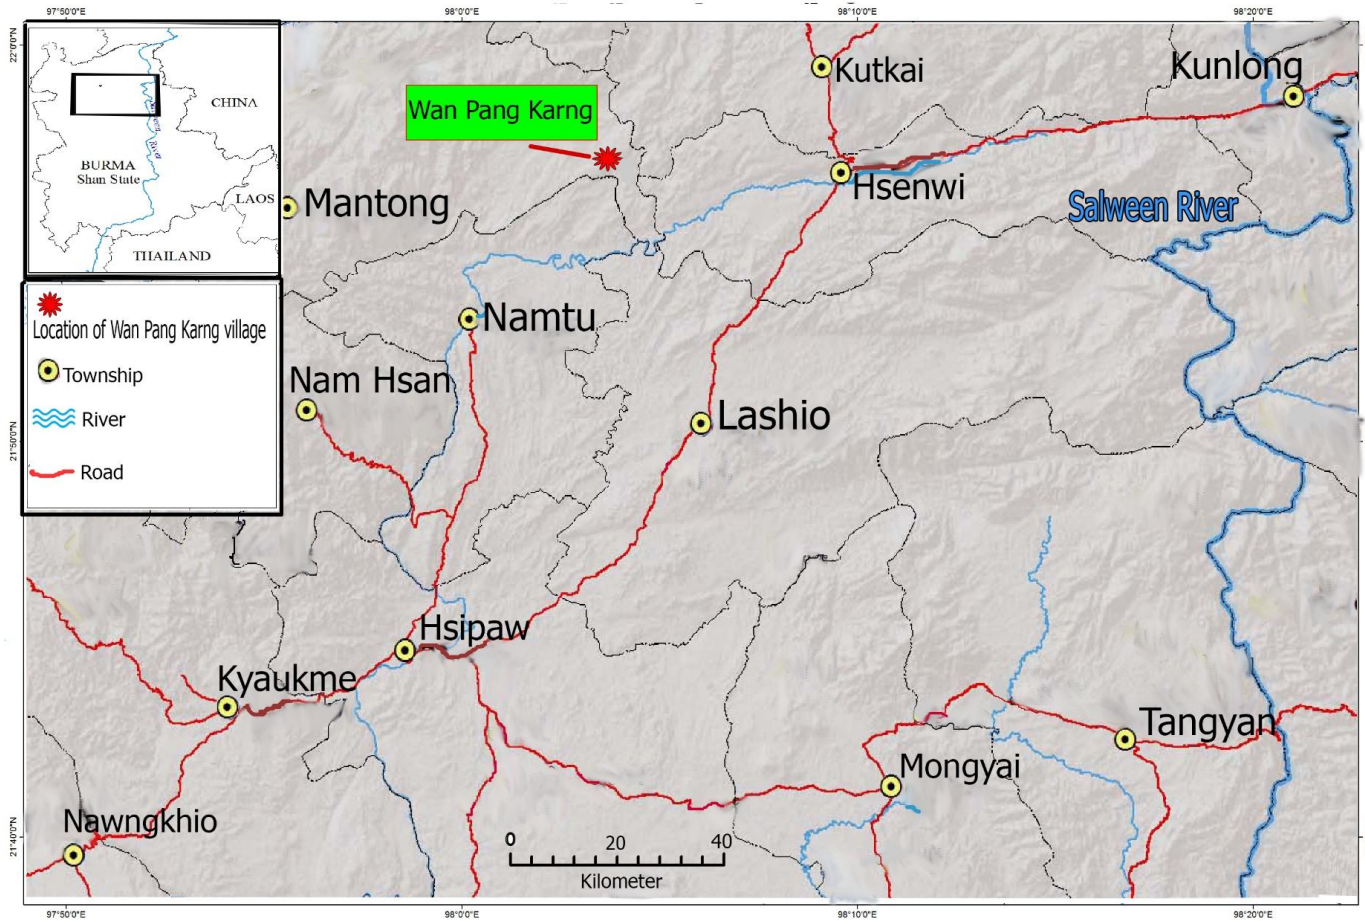 97°50'0"E
98°0'0"E
98°10'0"E
98°20'0"E
22°0'0"N
21°50'0"N
21°40'0"N
CHINA
BURMA
Shan State
LAOS
THAILAND
Location of Wan Pang Karng village
Township
River
Road
Wan Pang Karng
Kutkai
Kunlong
Hsenwi
Mantong
Salween River
Namtu
Nam Hsan
Lashio
Hsipaw
Kyaukme
Tangyan
Mongyai
Nawngkhio
0 20 40
Kilometer
97°50'0"E
98°0'0"E
98°10'0"E
98°20'0"E